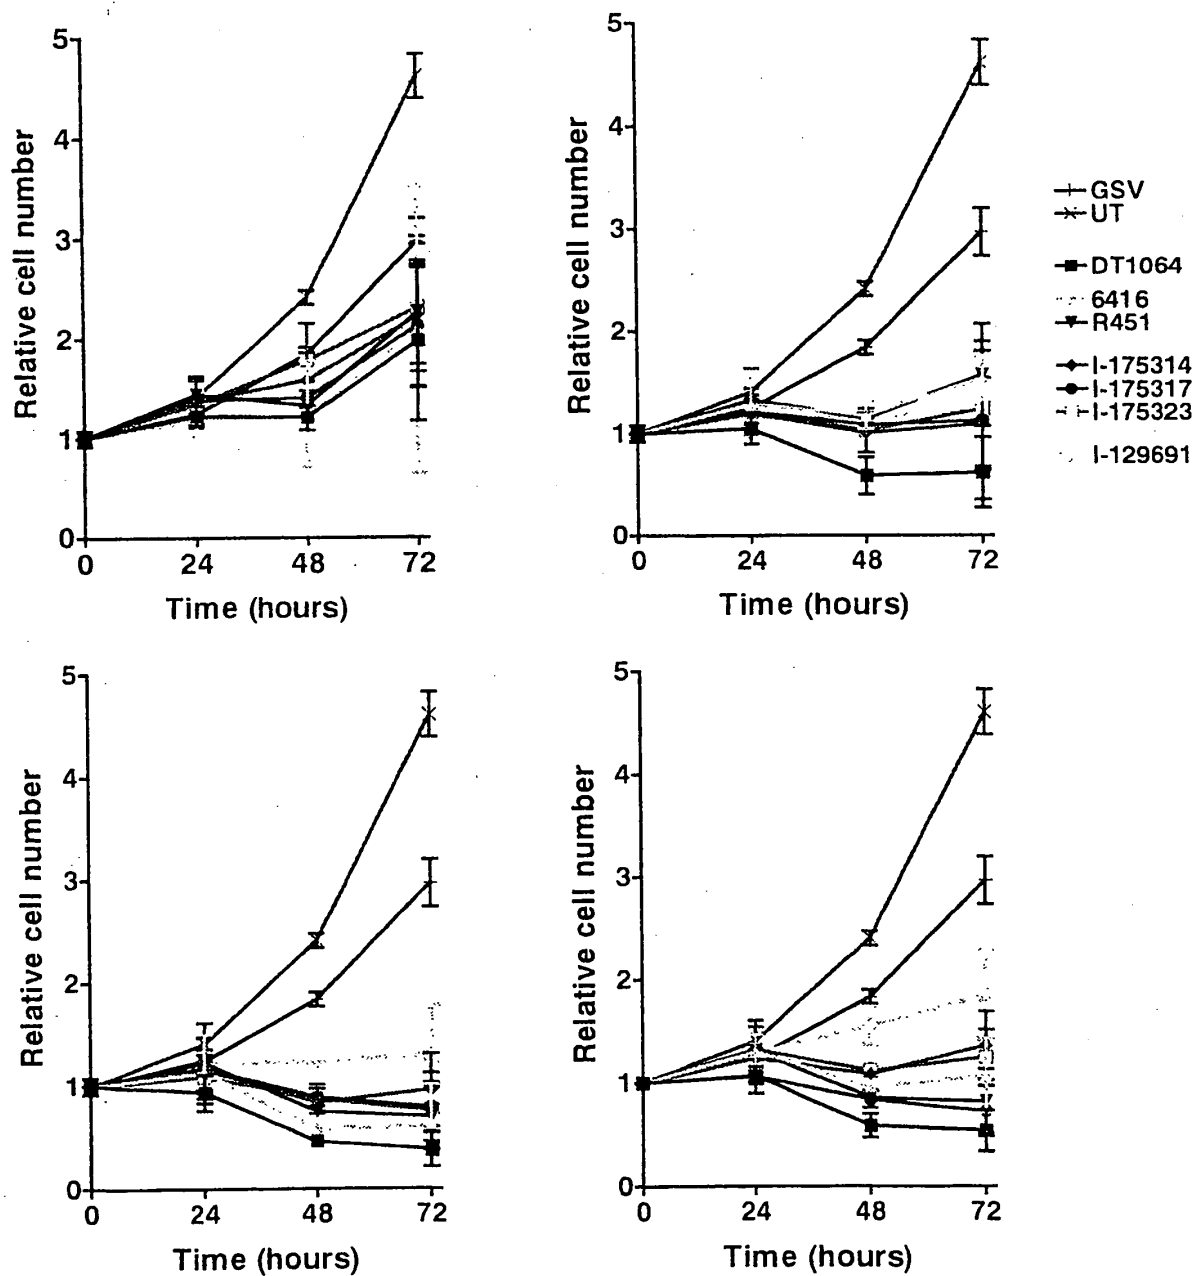 5
4
3
2
1
0
0 24 48 72
Relative cell number
Time (hours)
5
4
3
2
1
0
0 24 48 72
Relative cell number
Time (hours)
GSV
UT
DT1064
6416
R451
I-175314
I-175317
I-175323
I-129691
5
4
3
2
1
0
0 24 48 72
Relative cell number
Time (hours)
5
4
3
2
1
0
0 24 48 72
Relative cell number
Time (hours)